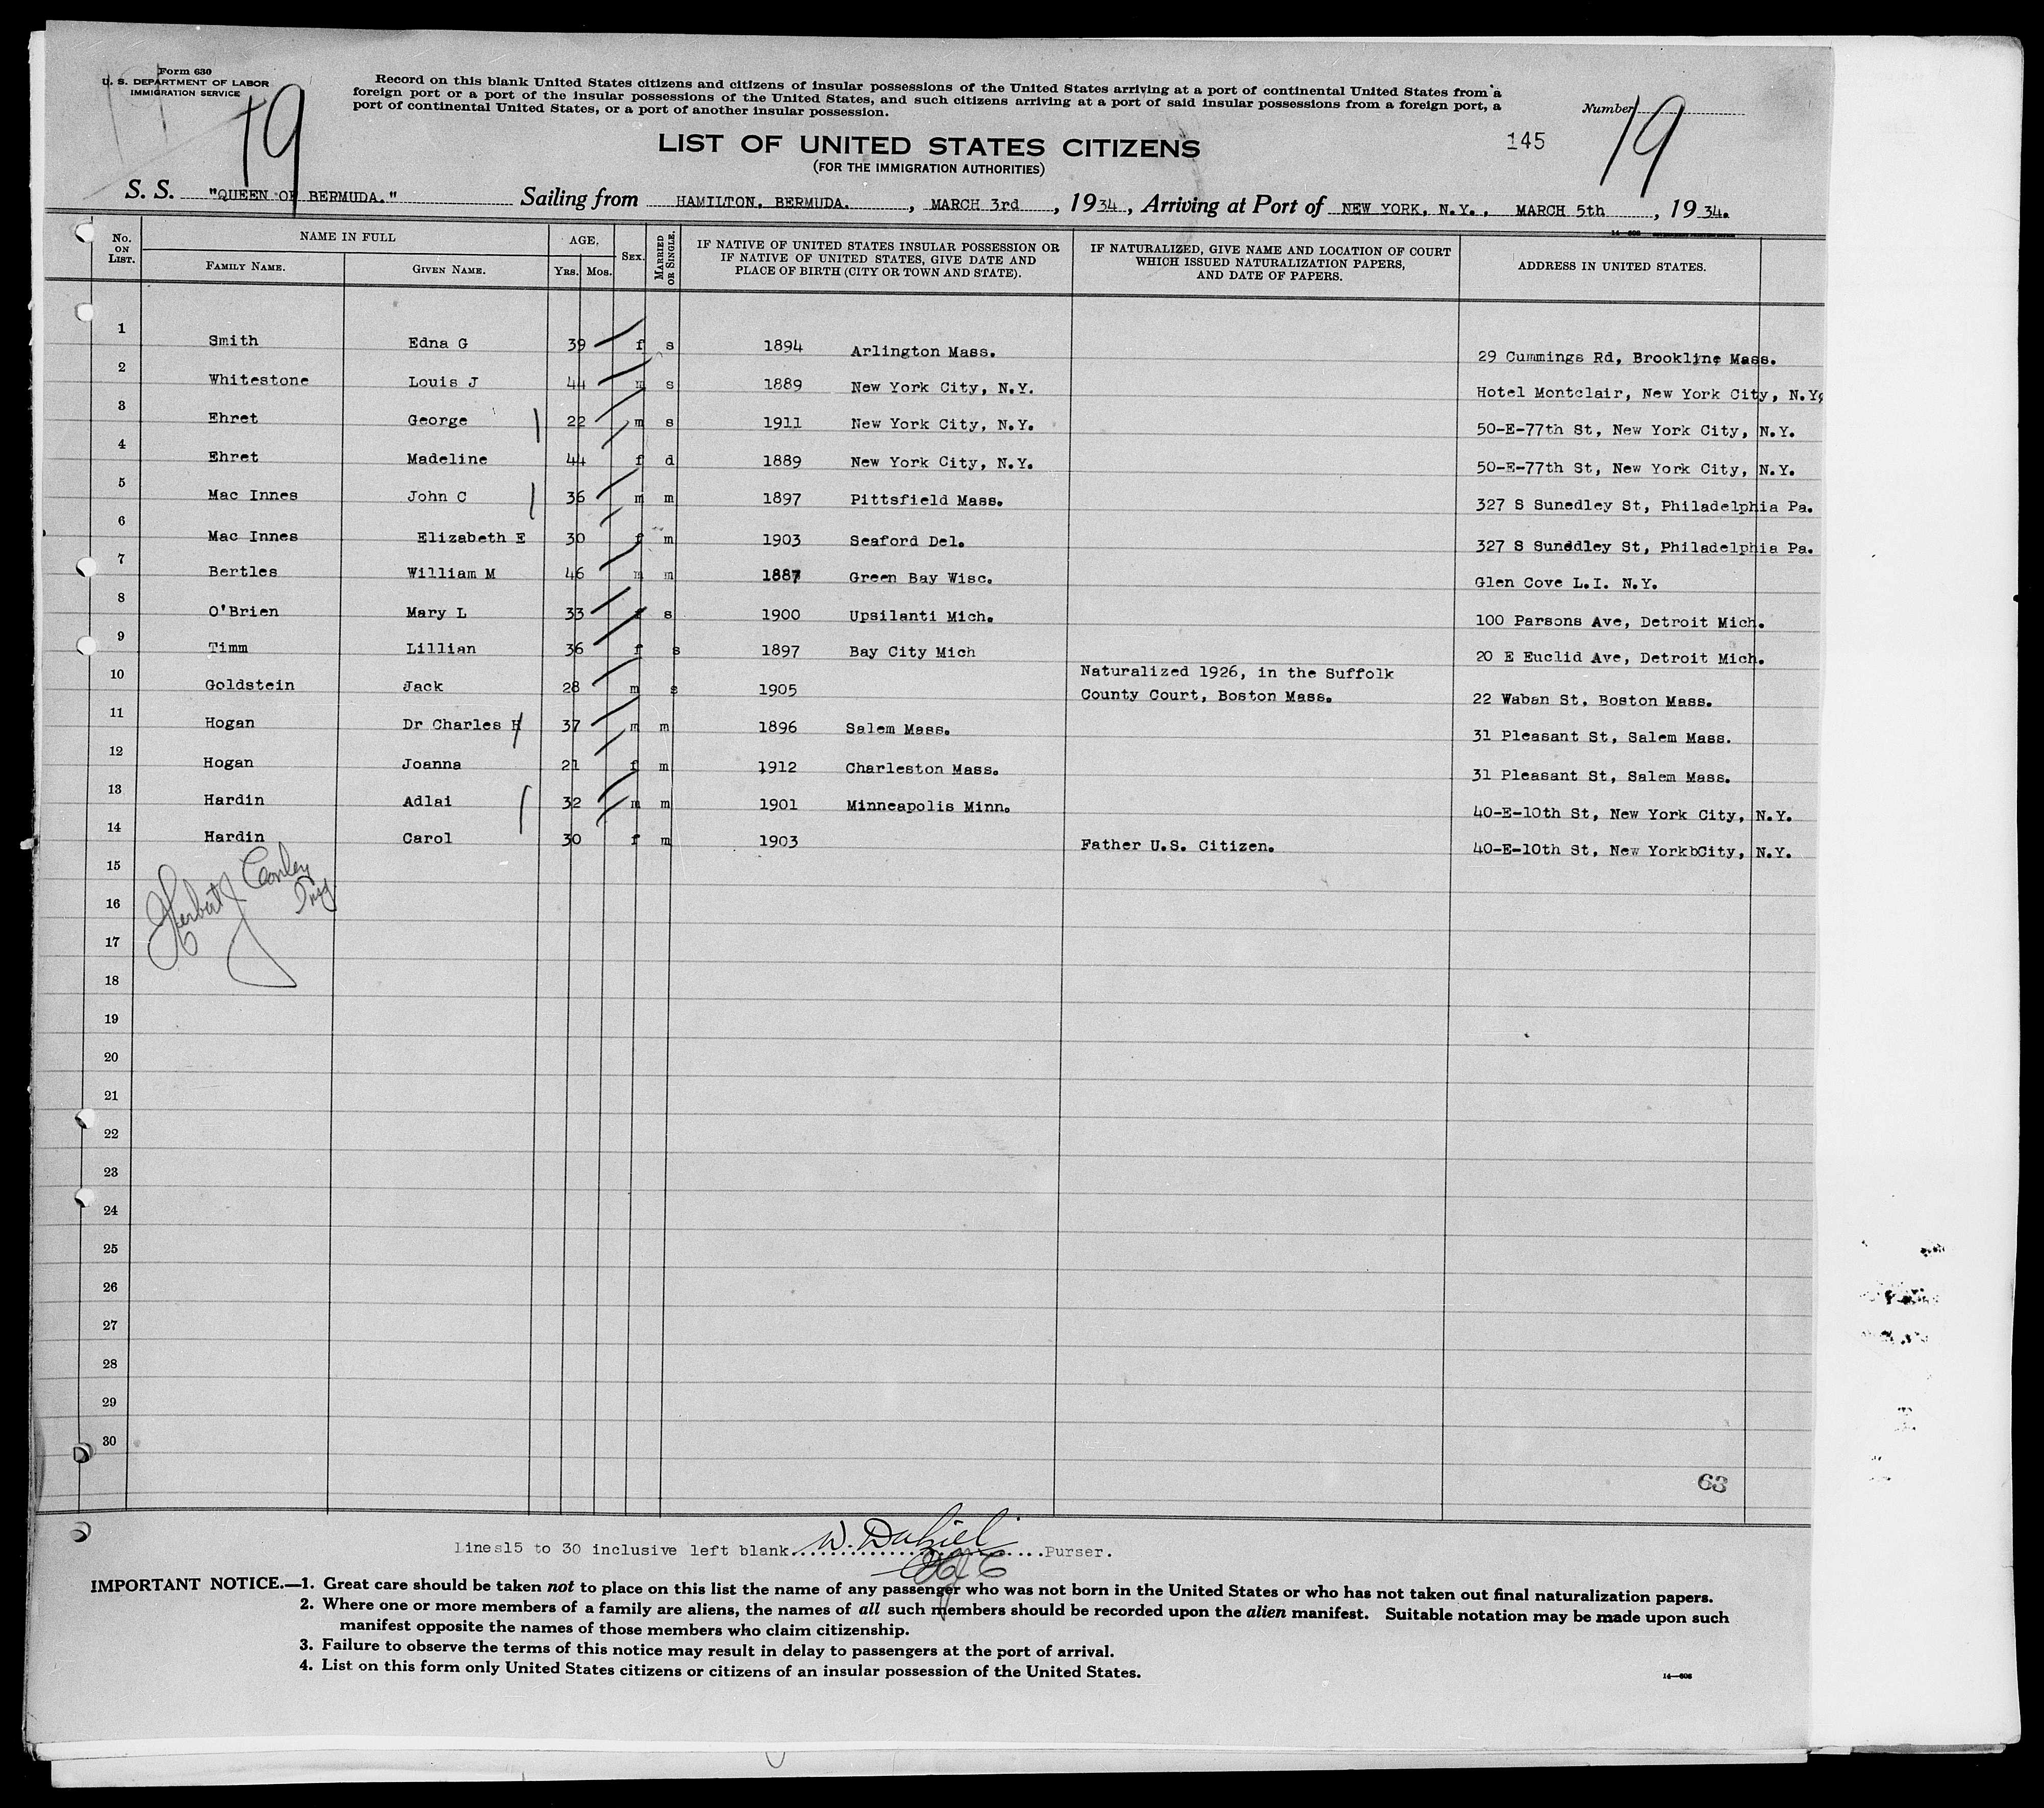 Form 630
U. S. DEPARTMENT OF LABOR
IMMIGRATION SERVICE
19
Record on this blank United States citizens and citizens of insular possessions of the United States arriving at a port of continental United States from a
foreign port or a port of the insular possessions of the United States, and such citizens arriving at a port of said insular possessions from a foreign port, a
port of continental United States, or a port of another insular possession.
Number 19
LIST OF UNITED STATES CITIZENS
145
(FOR THE IMMIGRATION AUTHORITIES)
S. S. "QUEEN OF BERMUDA." Sailing from HAMILTON, BERMUDA. , MARCH 3rd , 1934, Arriving at Port of NEW YORK, N.Y., MARCH 5th , 1934.
No. ON LIST. NAME IN FULL FAMILY NAME. GIVEN NAME. AGE. YRS. MOS. SEX. MARRIED OR SINGLE. IF NATIVE OF UNITED STATES INSULAR POSSESSION OR IF NATIVE OF UNITED STATES, GIVE DATE AND PLACE OF BIRTH (CITY OR TOWN AND STATE). IF NATURALIZED, GIVE NAME AND LOCATION OF COURT WHICH ISSUED NATURALIZATION PAPERS, AND DATE OF PAPERS. ADDRESS IN UNITED STATES.
1 Smith Edna G 39 f s 1894 Arlington Mass. 29 Cummings Rd, Brookline Mass.
2 Whitestone Louis J 44 m s 1889 New York City, N.Y. Hotel Montclair, New York City, N.Y,
3 Ehret George 22 m s 1911 New York City, N.Y. 50-E-77th St, New York City, N.Y.
4 Ehret Madeline 44 f d 1889 New York City, N.Y. 50-E-77th St, New York City, N.Y.
5 Mac Innes John C 36 m m 1897 Pittsfield Mass. 327 S Sunedley St, Philadelphia Pa.
6 Mac Innes Elizabeth E 30 f m 1903 Seaford Del. 327 S Sunddley St, Philadelphia Pa.
7 Bertles William M 46 m m 1887 Green Bay Wisc. Glen Cove L.I. N.Y.
8 O'Brien Mary L 33 f s 1900 Upsilanti Mich. 100 Parsons Ave, Detroit Mich.
9 Timm Lillian 36 f s 1897 Bay City Mich 20 E Euclid Ave, Detroit Mich.
10 Goldstein Jack 28 m s 1905 Naturalized 1926, in the Suffolk County Court, Boston Mass. 22 Waban St, Boston Mass.
11 Hogan Dr Charles H 37 m m 1896 Salem Mass. 31 Pleasant St, Salem Mass.
12 Hogan Joanna 21 f m 1912 Charleston Mass. 31 Pleasant St, Salem Mass.
13 Hardin Adlai 32 m m 1901 Minneapolis Minn. 40-E-10th St, New York City, N.Y.
14 Hardin Carol 30 f m 1903 Father U.S. Citizen. 40-E-10th St, New YorkbCity, N.Y.
15
Herbert J Conley
16
17
18
19
20
21
22
23
24
25
26
27
28
29
30
63
Lines15 to 30 inclusive left blank W. Dalziel Purser.
IMPORTANT NOTICE.—1. Great care should be taken not to place on this list the name of any passenger who was not born in the United States or who has not taken out final naturalization papers.
2. Where one or more members of a family are aliens, the names of all such members should be recorded upon the alien manifest. Suitable notation may be made upon such
manifest opposite the names of those members who claim citizenship.
3. Failure to observe the terms of this notice may result in delay to passengers at the port of arrival.
4. List on this form only United States citizens or citizens of an insular possession of the United States.
14—608